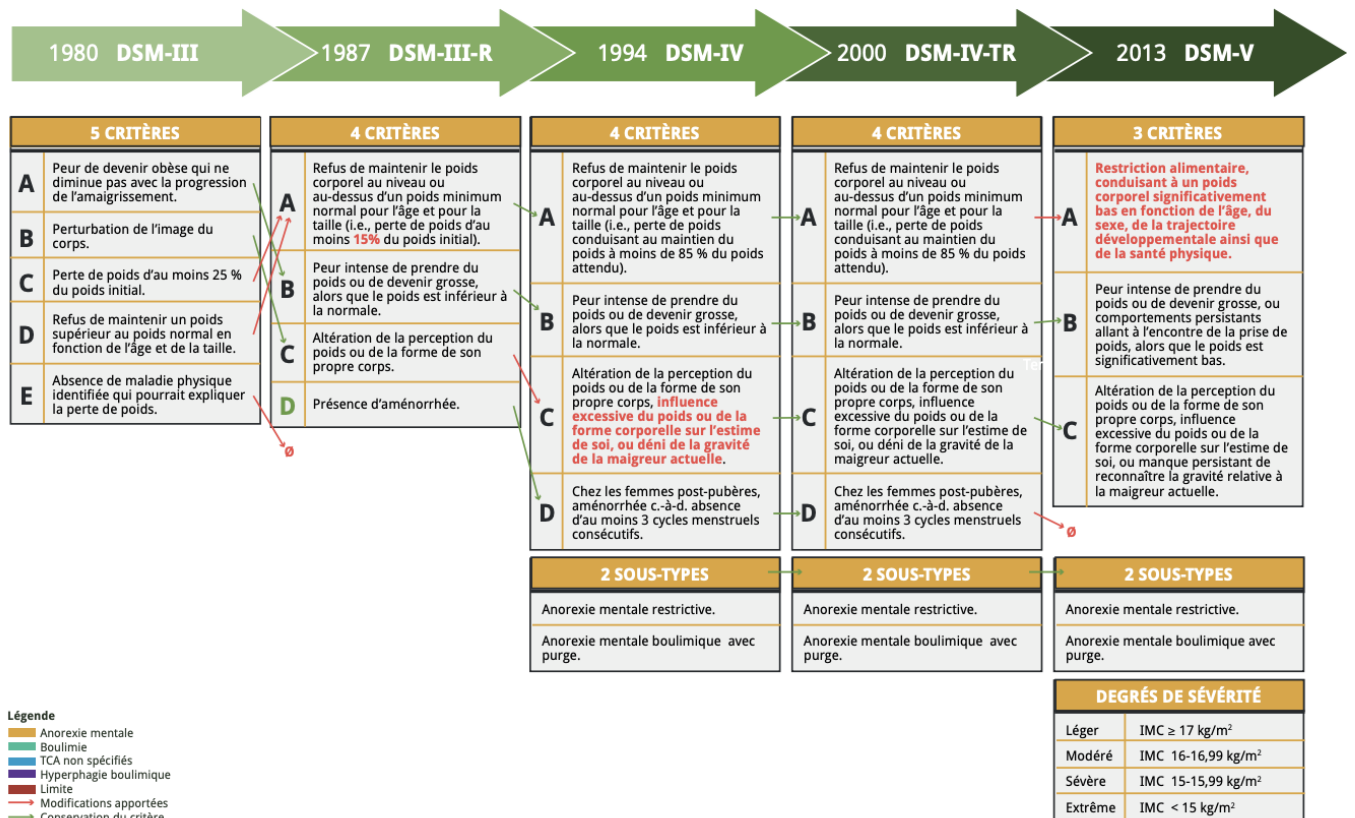 1980 DSM-III
1987 DSM-III-R
1994 DSM-IV
2000 DSM-IV-TR
2013 DSM-V
5 CRITÈRES
A
Peur de devenir obèse qui ne
diminue pas avec la progression
de l'amaigrissement.
B
Perturbation de l'image du
corps.
C
Perte de poids d'au moins 25 %
du poids initial.
D
Refus de maintenir un poids
supérieur au poids normal en
fonction de l'âge et de la taille.
E
Absence de maladie physique
identifiée qui pourrait expliquer
la perte de poids.
Ø
4 CRITÈRES
A
Refus de maintenir le poids
corporel au niveau ou
au-dessus d'un poids minimum
normal pour l'âge et pour la
taille (i.e., perte de poids d'au
moins 15% du poids initial).
B
Peur intense de prendre du
poids ou de devenir grosse,
alors que le poids est inférieur à
la normale.
C
Altération de la perception du
poids ou de la forme de son
propre corps.
D
Présence d'aménorrhée.
4 CRITÈRES
A
Refus de maintenir le poids
corporel au niveau ou
au-dessus d'un poids minimum
normal pour l'âge et pour la
taille (i.e., perte de poids
conduisant au maintien du
poids à moins de 85 % du poids
attendu).
B
Peur intense de prendre du
poids ou de devenir grosse,
alors que le poids est inférieur à
la normale.
C
Altération de la perception du
poids ou de la forme de son
propre corps, influence
excessive du poids ou de la
forme corporelle sur l'estime
de soi, ou déni de la gravité
de la maigreur actuelle.
D
Chez les femmes post-pubères,
aménorrhée c.-à-d. absence
d'au moins 3 cycles menstruels
consécutifs.
2 SOUS-TYPES
Anorexie mentale restrictive.
Anorexie mentale boulimique avec
purge.
4 CRITÈRES
A
Refus de maintenir le poids
corporel au niveau ou
au-dessus d'un poids minimum
normal pour l'âge et pour la
taille (i.e., perte de poids
conduisant au maintien du
poids à moins de 85 % du poids
attendu).
B
Peur intense de prendre du
poids ou de devenir grosse,
alors que le poids est inférieur à
la normale.
C
Altération de la perception du
poids ou de la forme de son
propre corps, influence
excessive du poids ou de la
forme corporelle sur l'estime de
soi, ou déni de la gravité de la
maigreur actuelle.
D
Chez les femmes post-pubères,
aménorrhée c.-à-d. absence
d'au moins 3 cycles menstruels
consécutifs.
Ø
2 SOUS-TYPES
Anorexie mentale restrictive.
Anorexie mentale boulimique avec
purge.
3 CRITÈRES
A
Restriction alimentaire,
conduisant à un poids
corporel significativement
bas en fonction de l'âge, du
sexe, de la trajectoire
développementale ainsi que
de la santé physique.
B
Peur intense de prendre du
poids ou de devenir grosse, ou
comportements persistants
allant à l'encontre de la prise de
poids, alors que le poids est
significativement bas.
C
Altération de la perception du
poids ou de la forme de son
propre corps, influence
excessive du poids ou de la
forme corporelle sur l'estime de
soi, ou manque persistant de
reconnaître la gravité relative à
la maigreur actuelle.
2 SOUS-TYPES
Anorexie mentale restrictive.
Anorexie mentale boulimique avec
purge.
DEGRÉS DE SÉVÉRITÉ
Léger IMC ≥ 17 kg/m²
Modéré IMC 16-16,99 kg/m²
Sévère IMC 15-15,99 kg/m²
Extrême IMC < 15 kg/m²
Légende
Anorexie mentale
Boulimie
TCA non spécifiés
Hyperphagie boulimique
Limite
Modifications apportées
Conservation du critère